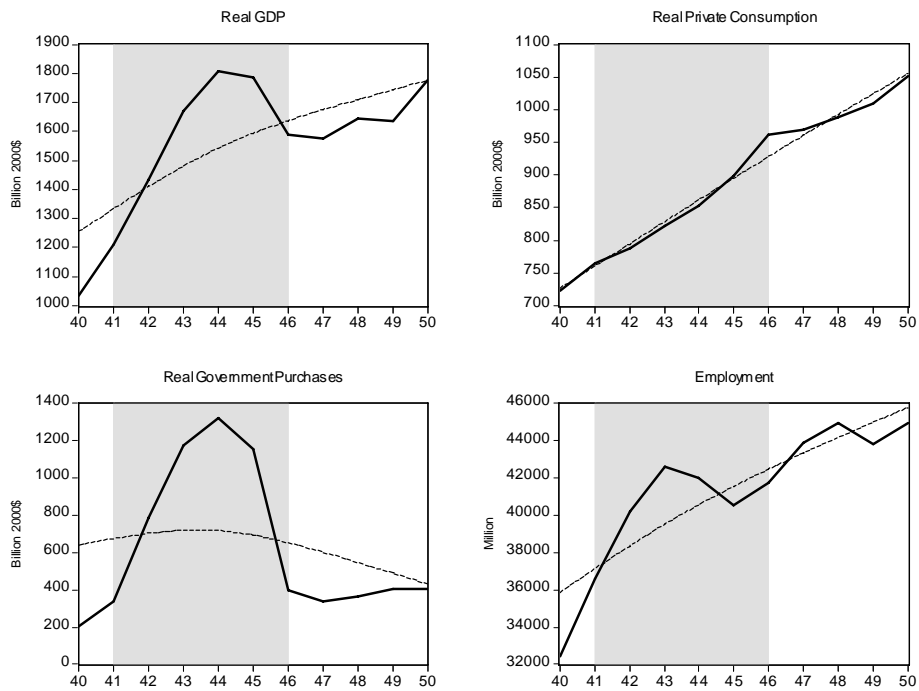 Real GDP
Billion 2000$
1900
1800
1700
1600
1500
1400
1300
1200
1100
1000
40 41 42 43 44 45 46 47 48 49 50
Real Private Consumption
Billion 2000$
1100
1050
1000
950
900
850
800
750
700
40 41 42 43 44 45 46 47 48 49 50
Real Government Purchases
Billion 2000$
1400
1200
1000
800
600
400
200
0
40 41 42 43 44 45 46 47 48 49 50
Employment
Million
46000
44000
42000
40000
38000
36000
34000
32000
40 41 42 43 44 45 46 47 48 49 50